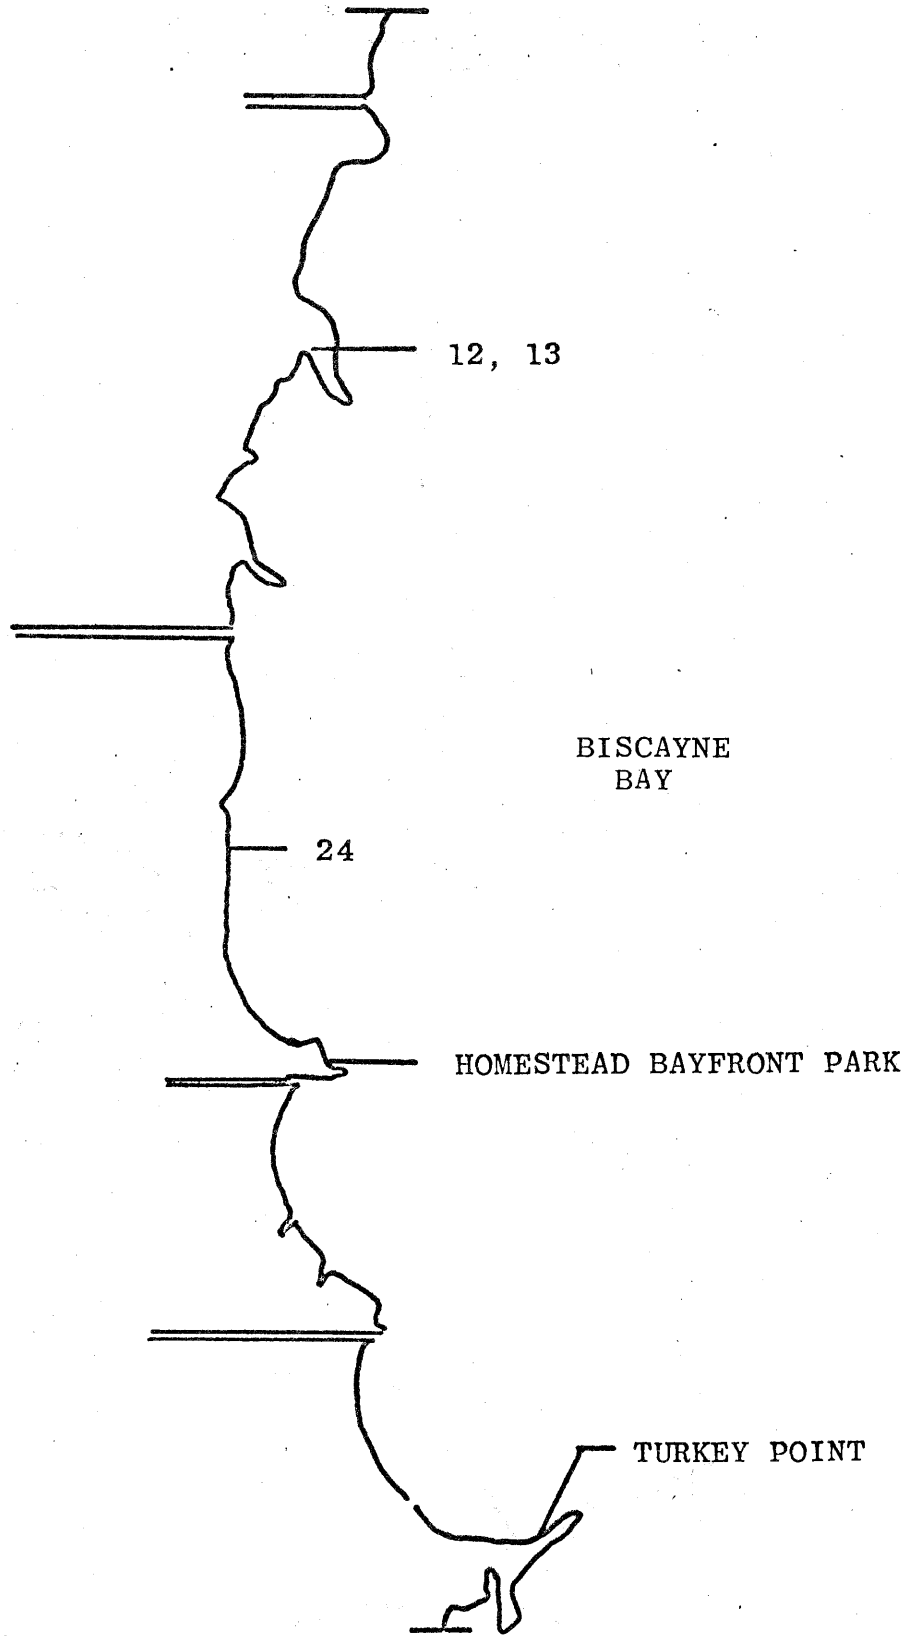 12, 13
BISCAYNE
BAY
24
HOMESTEAD BAYFRONT PARK
TURKEY POINT